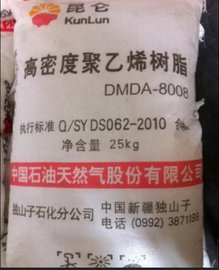 昆仑
KunLun
高密度聚乙烯树脂
DMDA-8008
执行标准 Q/SY DS062-2010
净含量 25kg
中国石油天然气股份有限公司
独山子石化分公司 中国新疆独山子
电话 (0992) 3871199